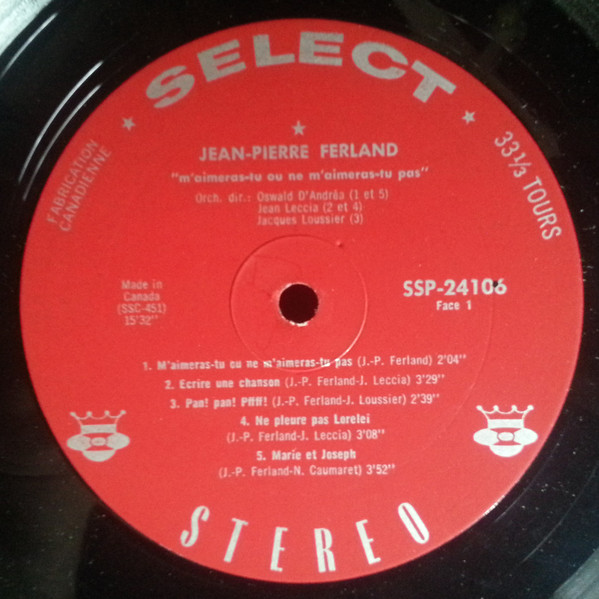 SELECT
JEAN-PIERRE FERLAND
"m'aimeras-tu ou ne m'aimeras-tu pas"
Orch. dir.: Oswald D'Andréa (1 et 5)
Jean Leccia (2 et 4)
Jacques Loussier (3)
FABRICATION
CANADIENNE
33 1/3 TOURS
Made in
Canada
(SSC-451)
15'32"
SSP-24106
Face 1
1. M'aimeras-tu ou ne m'aimeras-tu pas (J.-P. Ferland) 2'04"
2. Ecrire une chanson (J.-P. Ferland-J. Leccia) 3'29"
3. Pan! pan! Pffff! (J.-P. Ferland-J. Loussier) 2'39"
4. Ne pleure pas Lorelei
(J.-P. Ferland-J. Leccia) 3'08"
5. Marie et Joseph
(J.-P. Ferland-N. Caumaret) 3'52"
STEREO